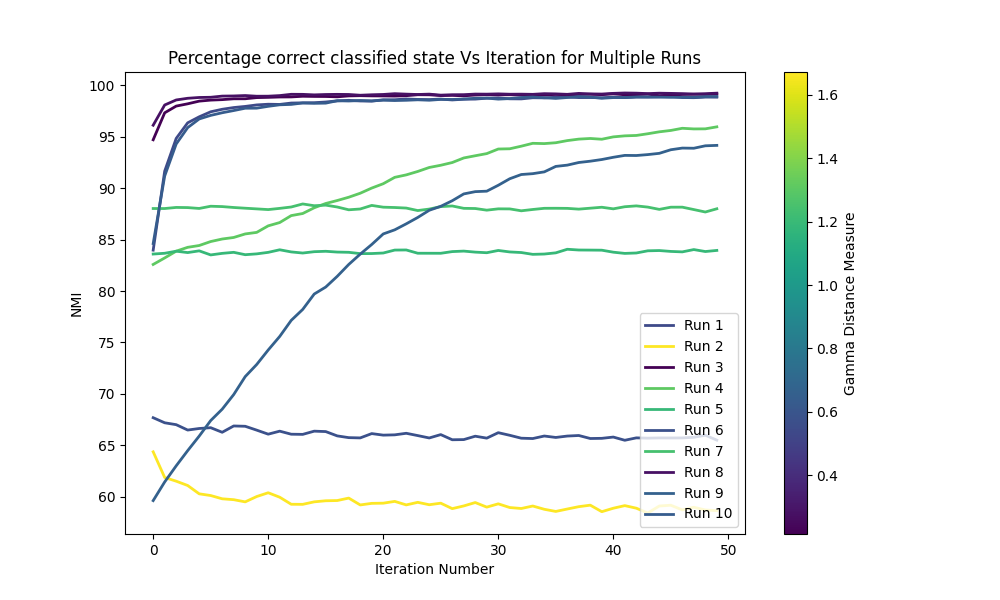 Percentage correct classified state Vs Iteration for Multiple Runs
NMI
100
95
90
85
80
75
70
65
60
0
10
20
30
40
50
Iteration Number
Run 1
Run 2
Run 3
Run 4
Run 5
Run 6
Run 7
Run 8
Run 9
Run 10
1.6
1.4
1.2
1.0
0.8
0.6
0.4
Gamma Distance Measure